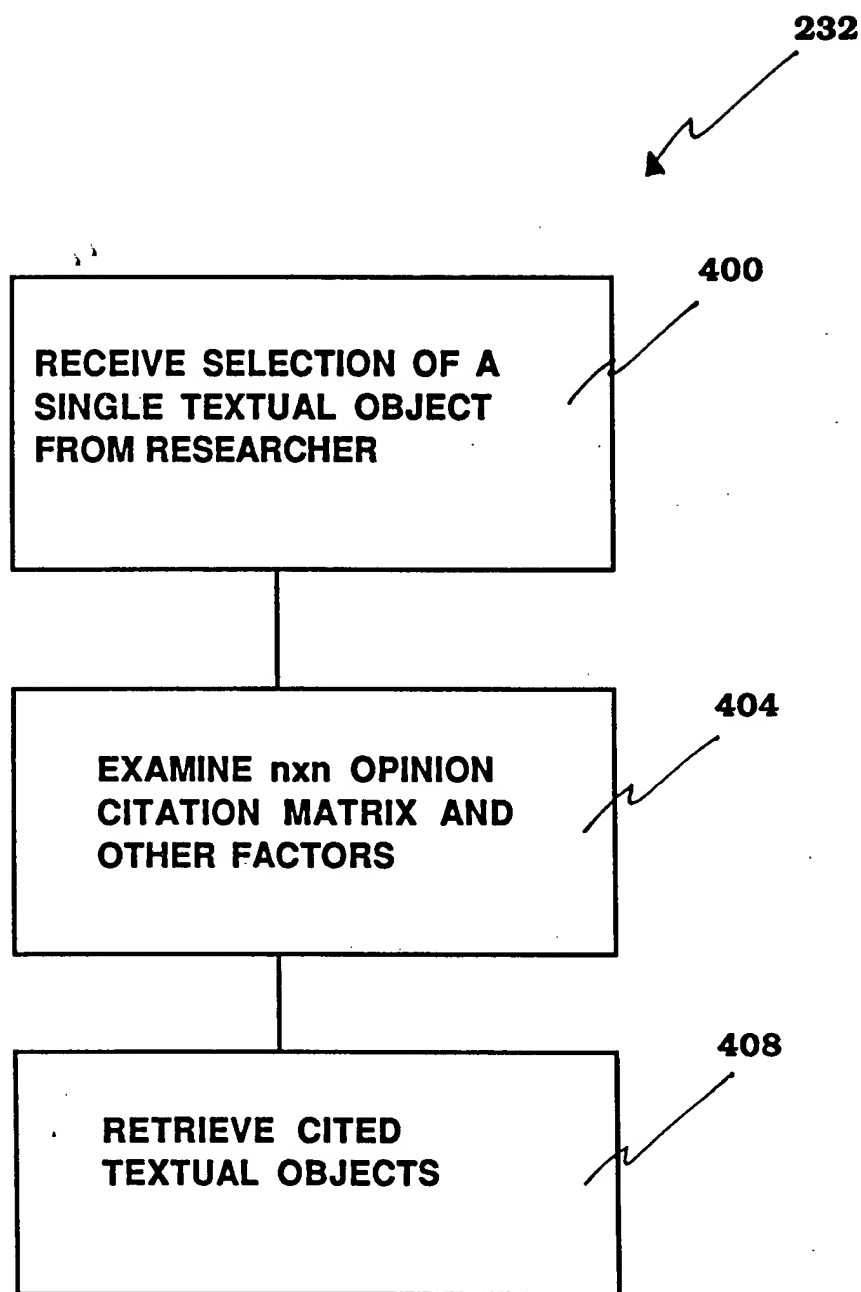 232
400
RECEIVE SELECTION OF A
SINGLE TEXTUAL OBJECT
FROM RESEARCHER
404
EXAMINE nxn OPINION
CITATION MATRIX AND
OTHER FACTORS
408
RETRIEVE CITED
TEXTUAL OBJECTS